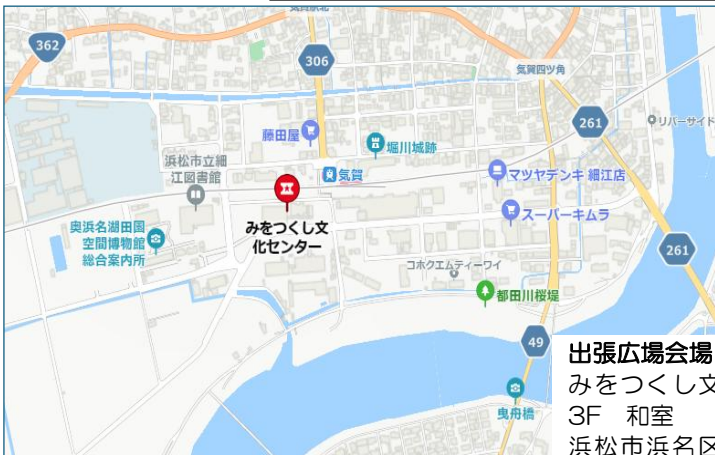 362
306
気賀四ツ角
藤田屋
堀川城跡
261
リバーサイド
浜松市立細
江図書館
気賀
マツヤデンキ 細江店
みをつくし文
化センター
スーパーキムラ
奥浜名湖田園
空間博物館
総合案内所
261
コホクエムティーワイ
都田川桜堤
49
曳舟橋
出張広場会場
みをつくし文
3F 和室
浜松市浜名区